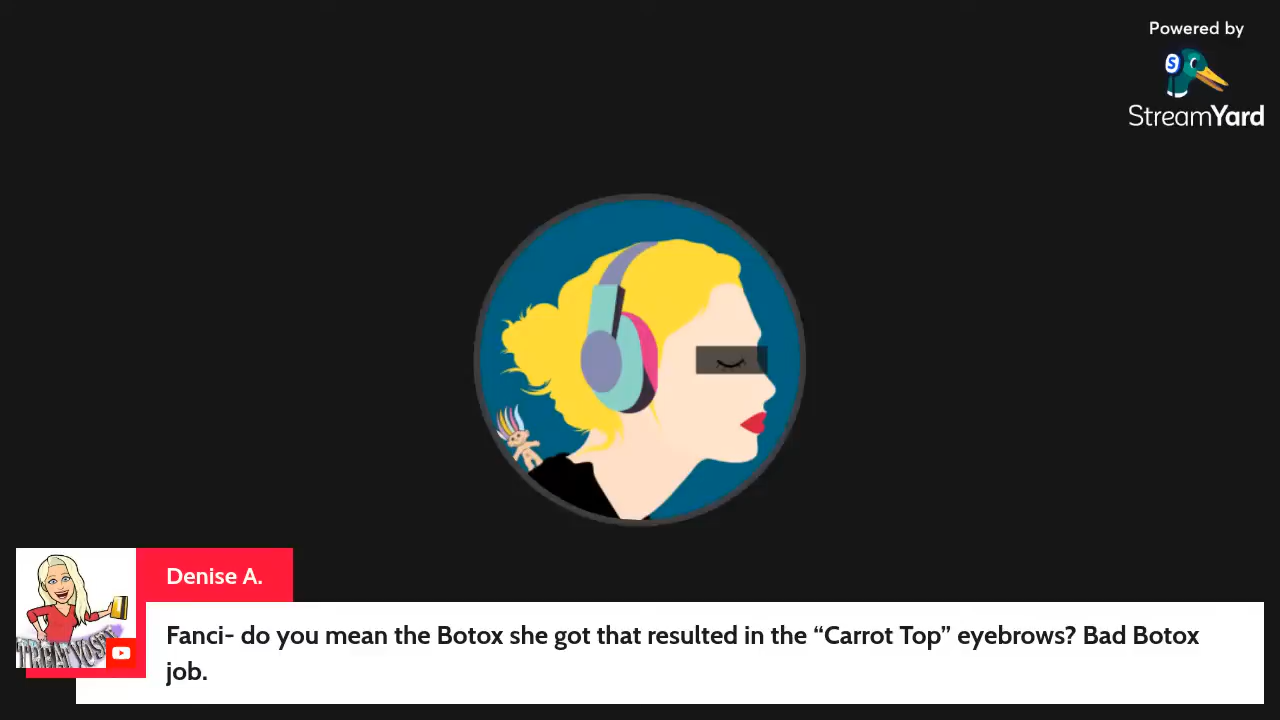 Powered by
S
StreamYard
Denise A.
Fanci- do you mean the Botox she got that resulted in the “Carrot Top” eyebrows? Bad Botox
job.